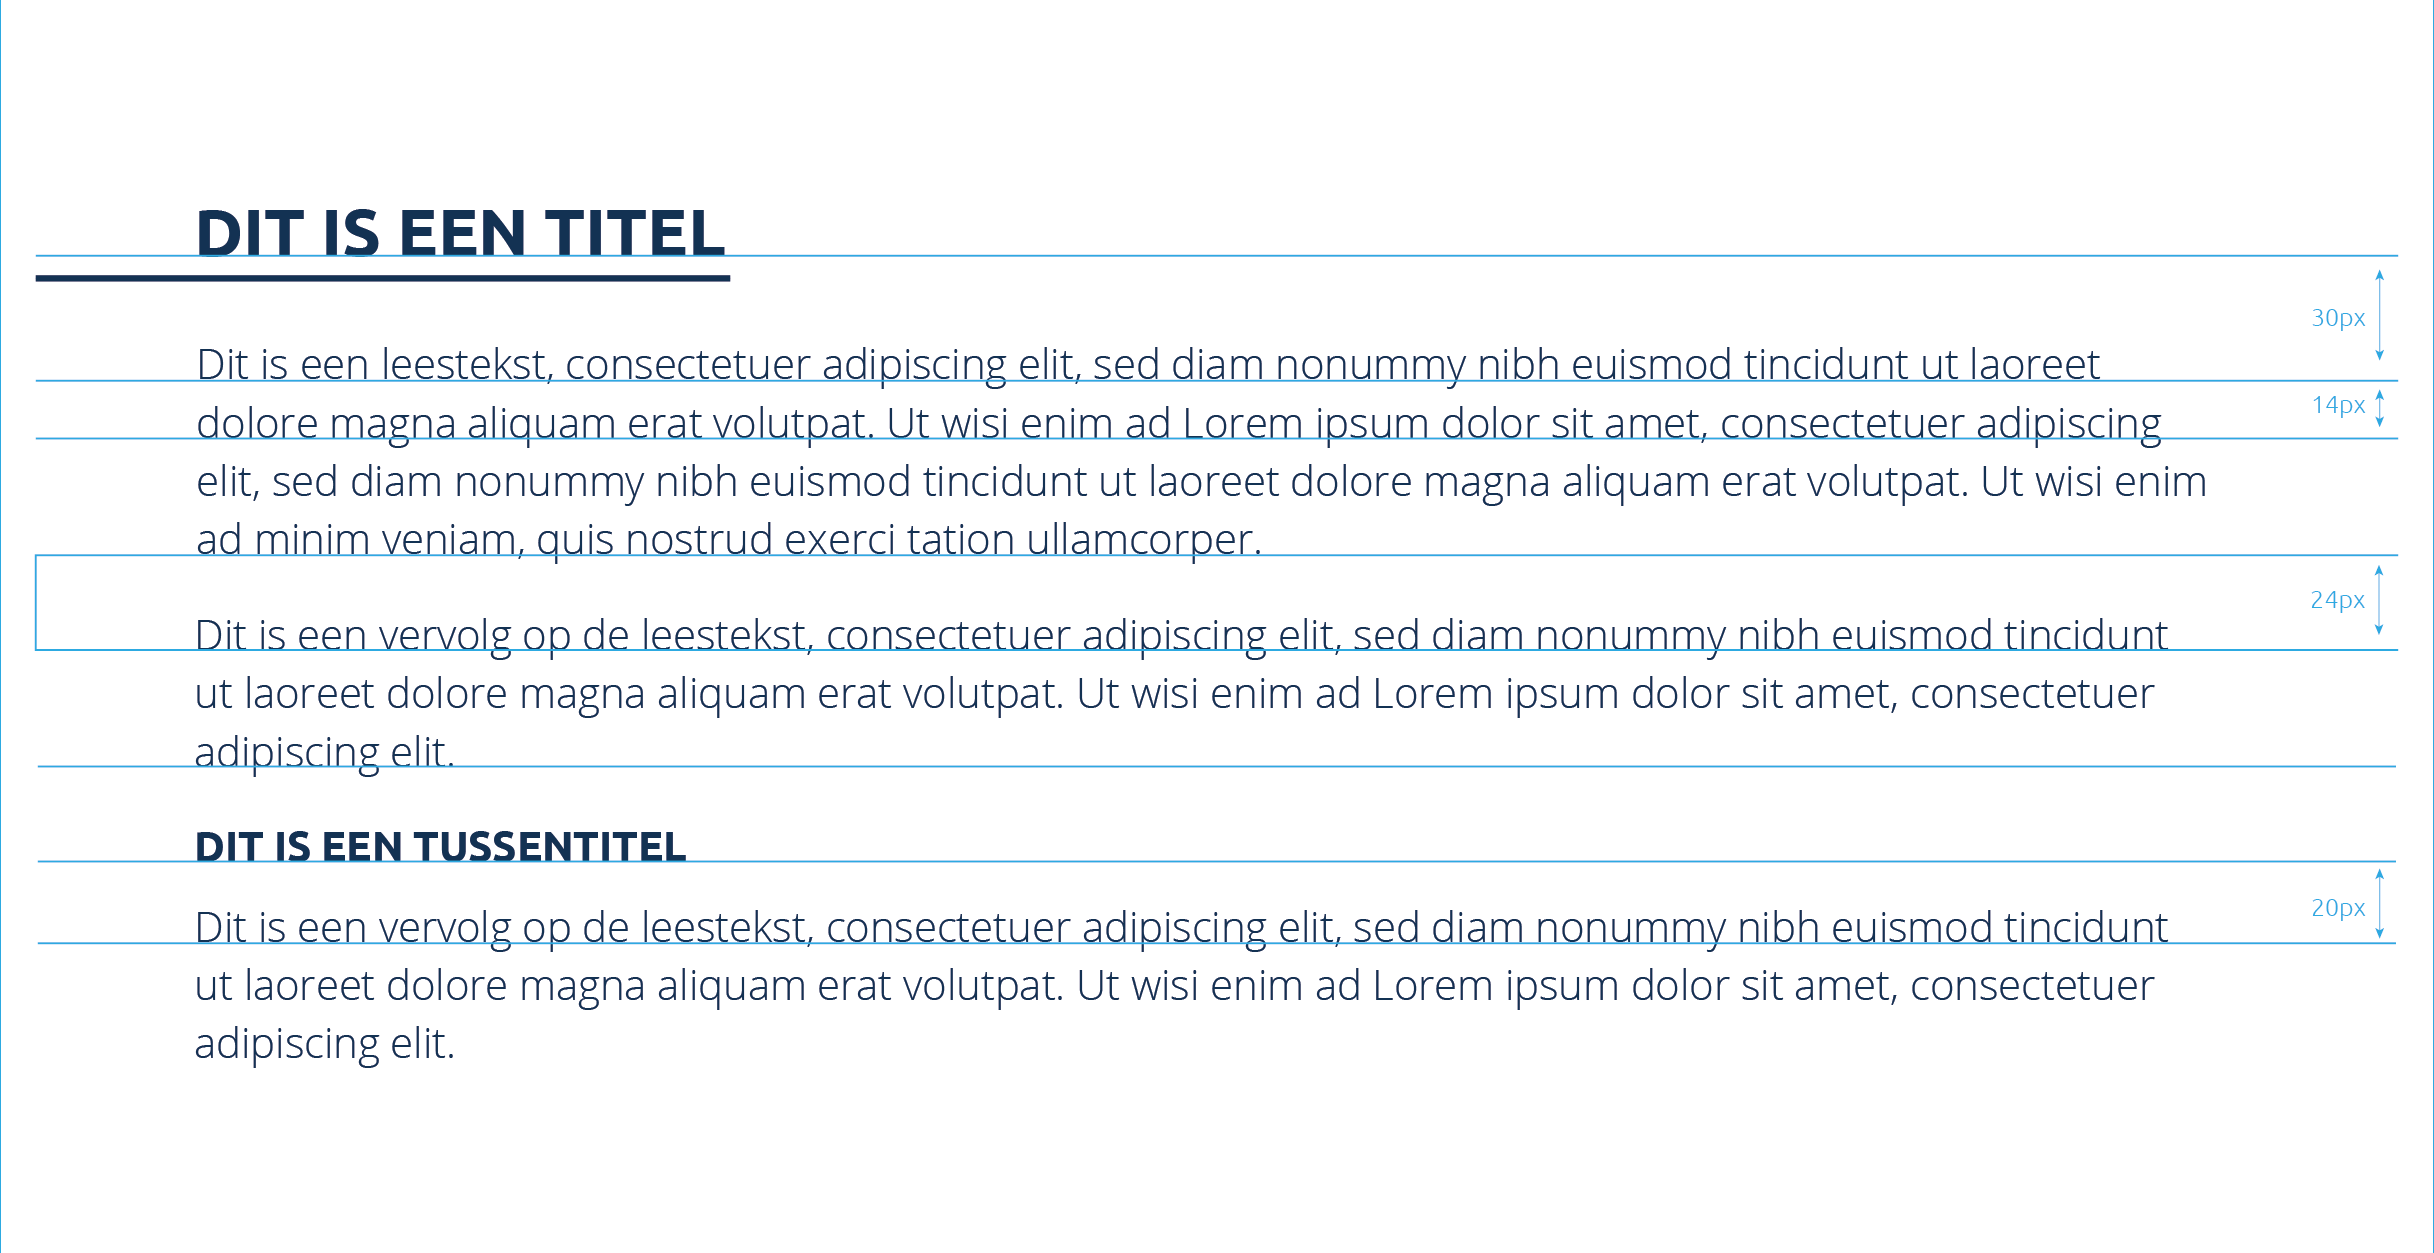 DIT IS EEN TITEL
30px
Dit is een leestekst, consectetuer adipiscing elit, sed diam nonummy nibh euismod tincidunt ut laoreet
14px
dolore magna aliquam erat volutpat. Ut wisi enim ad Lorem ipsum dolor sit amet, consectetuer adipiscing
elit, sed diam nonummy nibh euismod tincidunt ut laoreet dolore magna aliquam erat volutpat. Ut wisi enim
ad minim veniam, quis nostrud exerci tation ullamcorper.
24px
Dit is een vervolg op de leestekst, consectetuer adipiscing elit, sed diam nonummy nibh euismod tincidunt
ut laoreet dolore magna aliquam erat volutpat. Ut wisi enim ad Lorem ipsum dolor sit amet, consectetuer
adipiscing elit.
DIT IS EEN TUSSENTITEL
20px
Dit is een vervolg op de leestekst, consectetuer adipiscing elit, sed diam nonummy nibh euismod tincidunt
ut laoreet dolore magna aliquam erat volutpat. Ut wisi enim ad Lorem ipsum dolor sit amet, consectetuer
adipiscing elit.